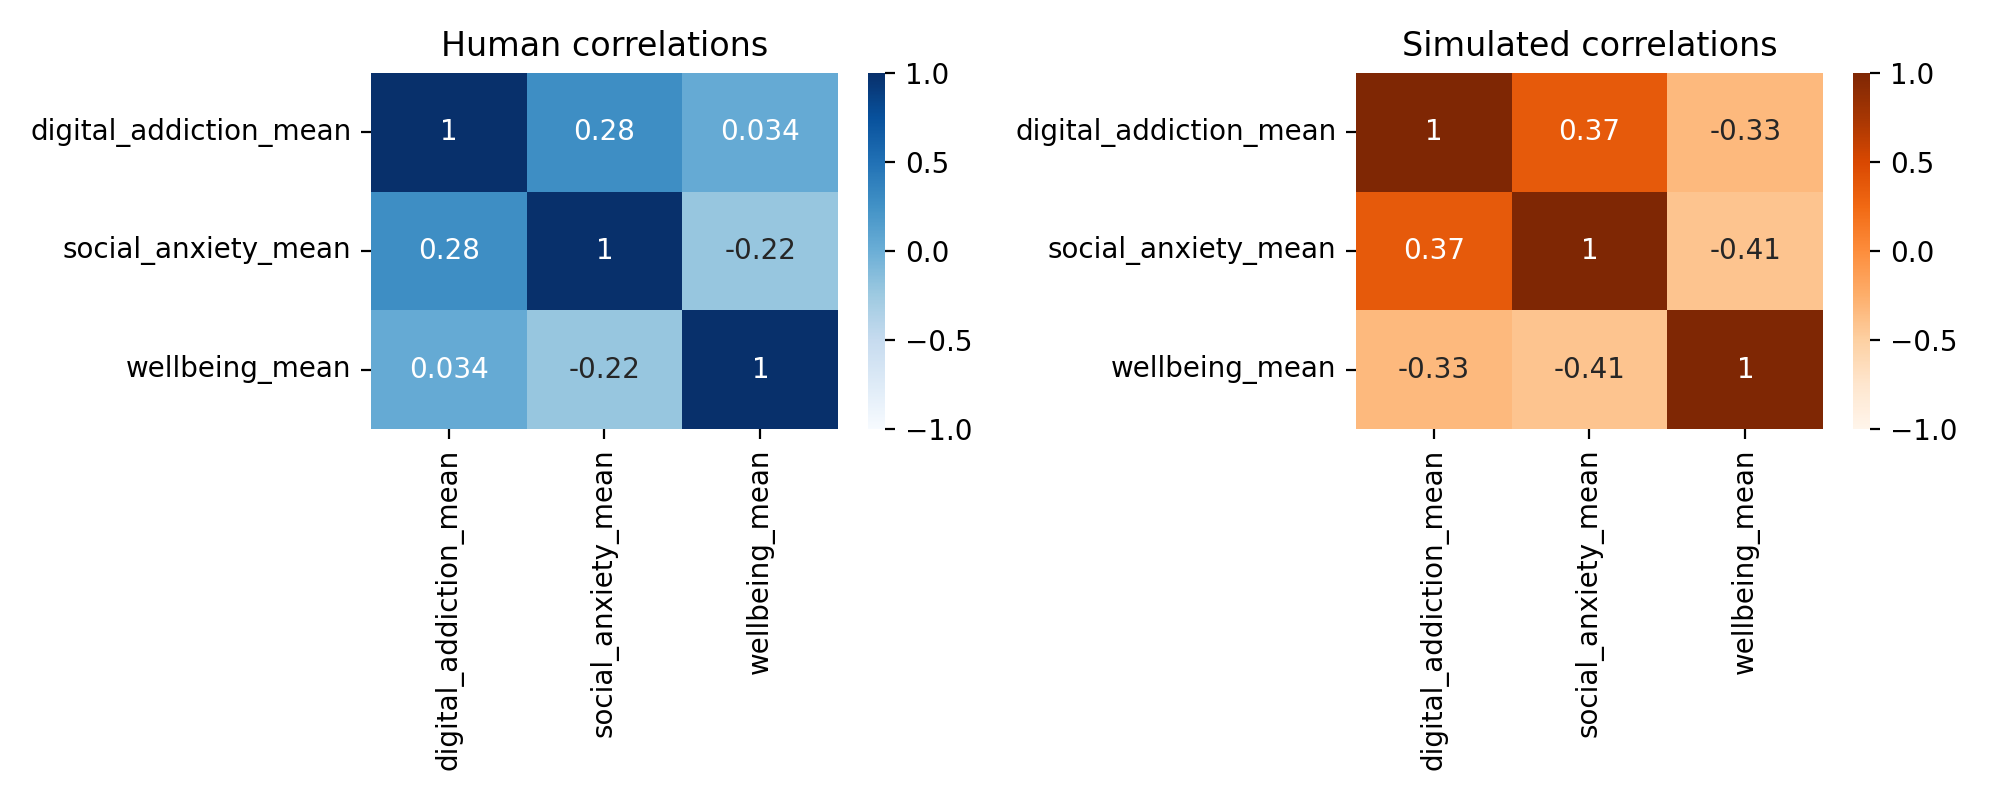 Human correlations
digital_addiction_mean
social_anxiety_mean
wellbeing_mean
1 0.28 0.034
0.28 1 -0.22
0.034 -0.22 1
digital_addiction_mean
social_anxiety_mean
wellbeing_mean
1.0
0.5
0.0
−0.5
−1.0
Simulated correlations
digital_addiction_mean
social_anxiety_mean
wellbeing_mean
1 0.37 -0.33
0.37 1 -0.41
-0.33 -0.41 1
digital_addiction_mean
social_anxiety_mean
wellbeing_mean
1.0
0.5
0.0
−0.5
−1.0